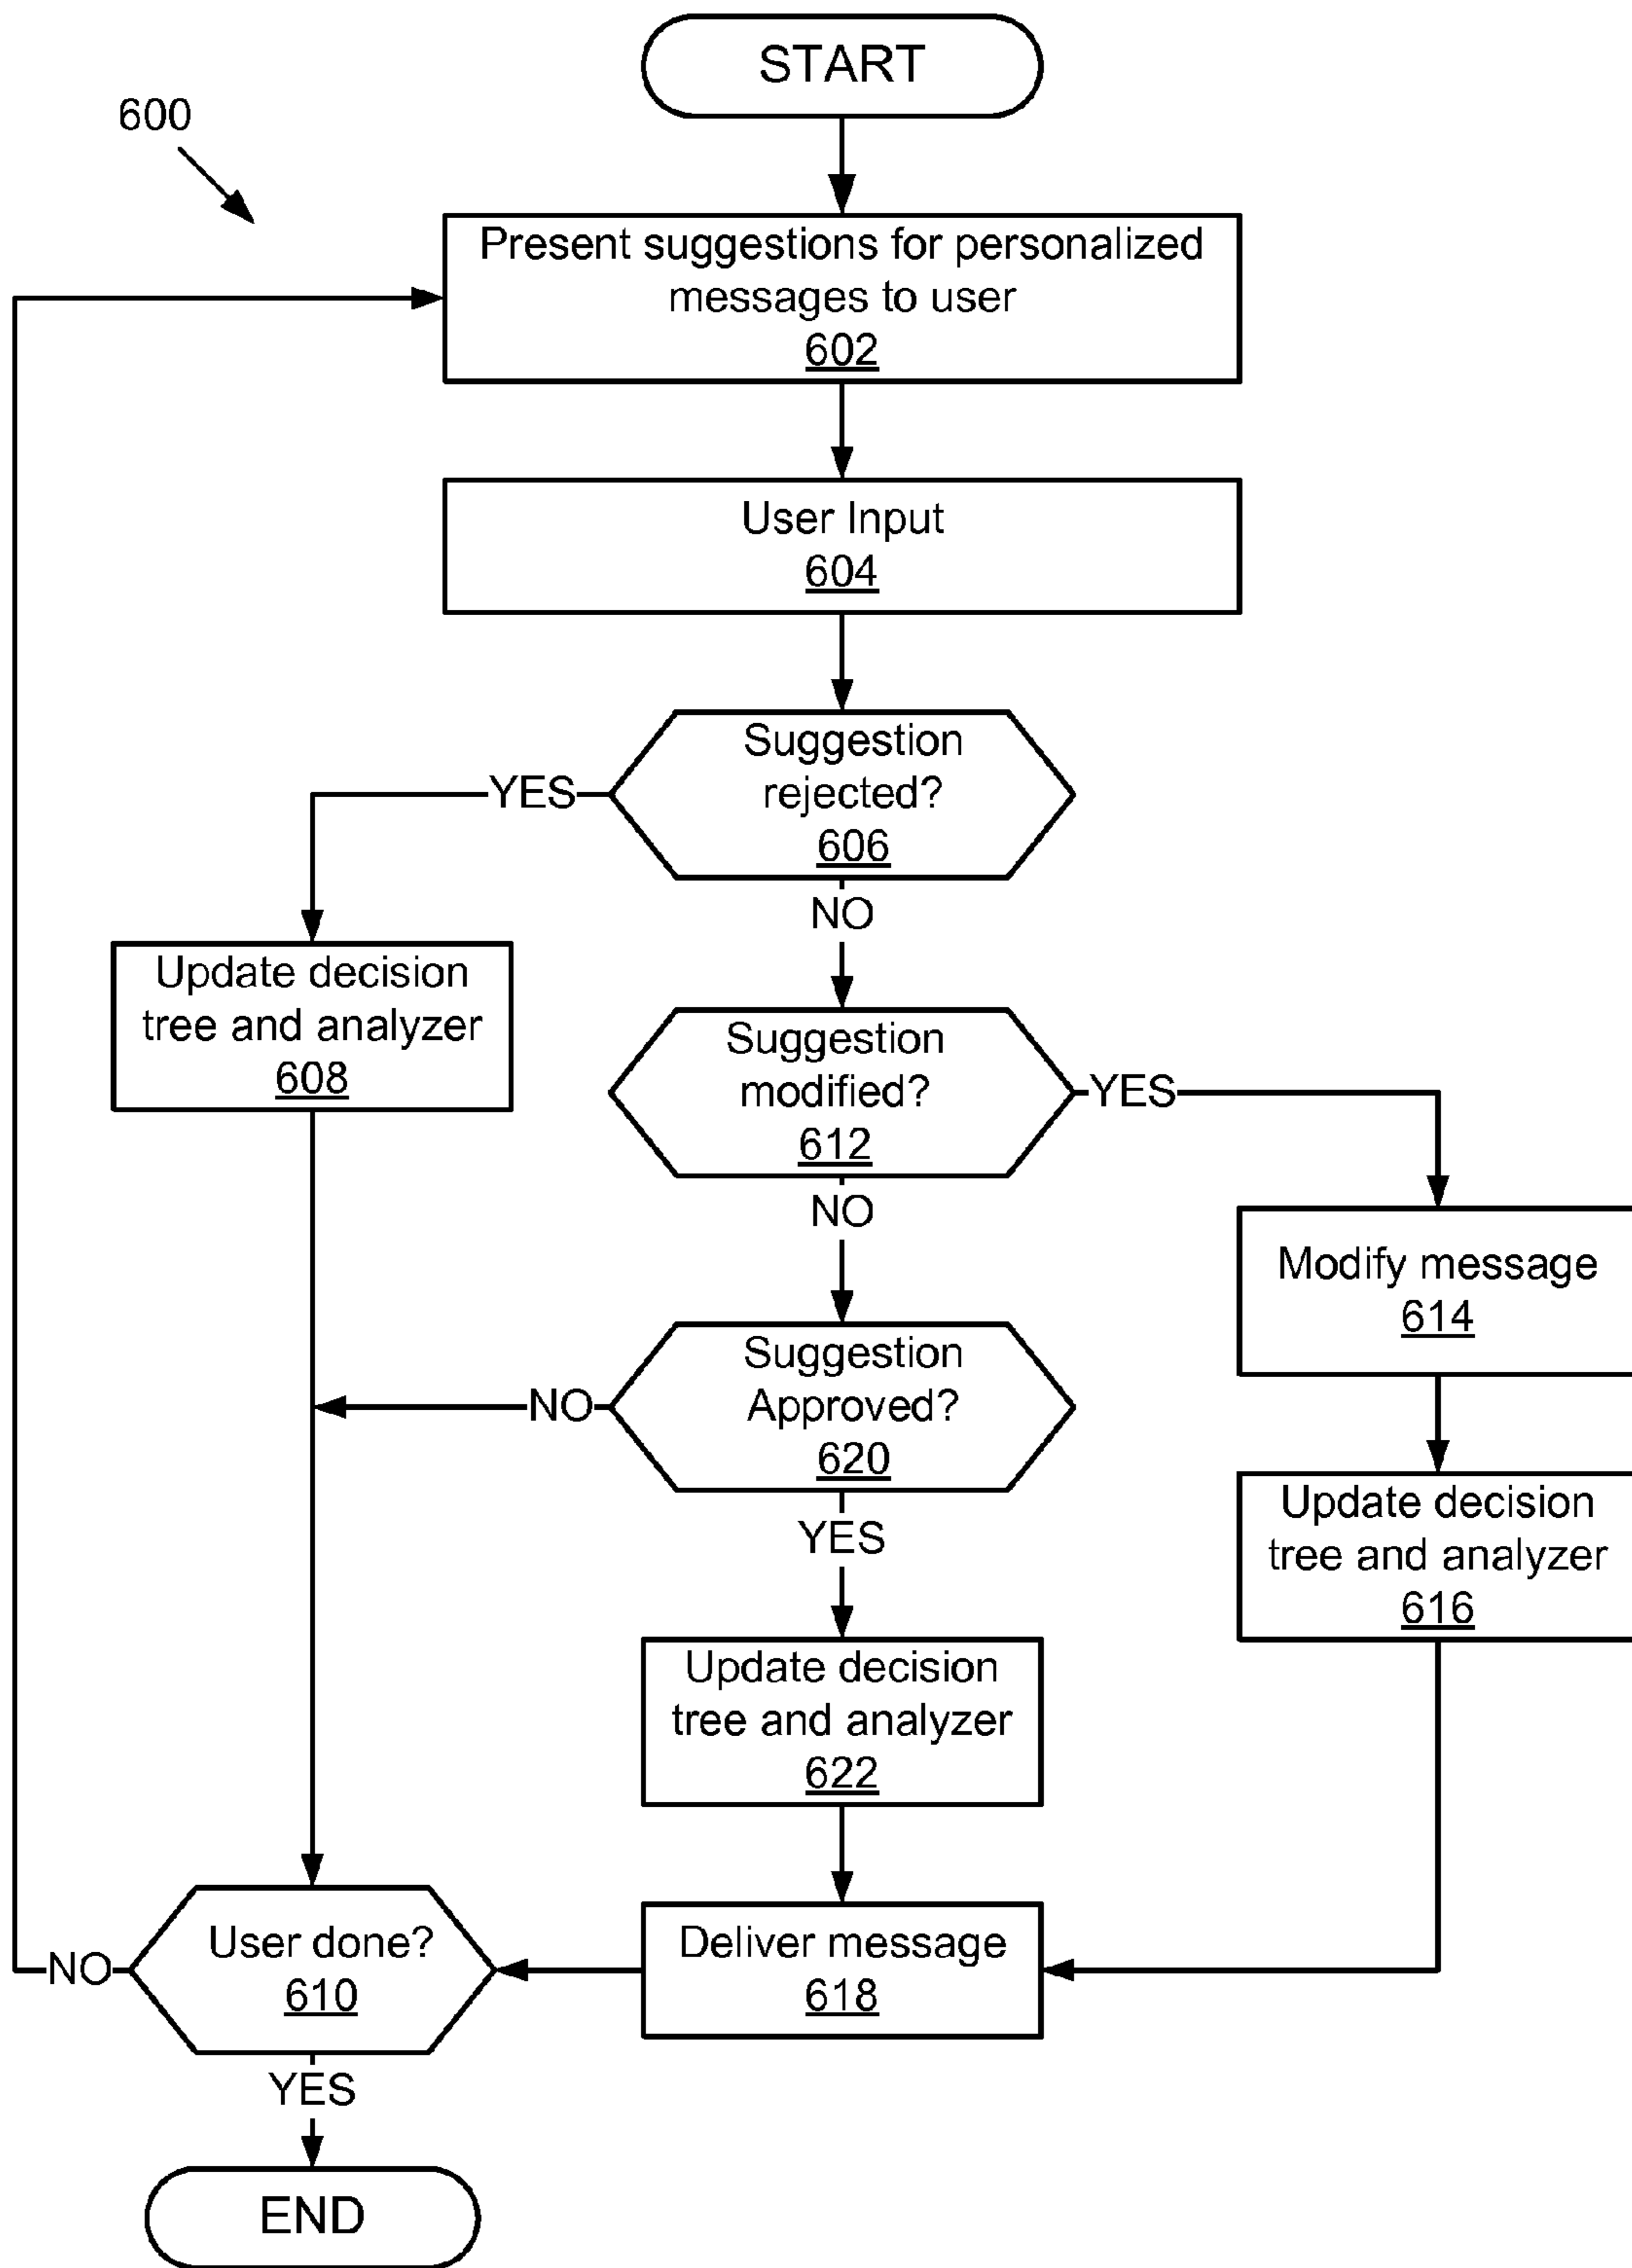 START
600
Present suggestions for personalized
messages to user
602
User Input
604
Suggestion
rejected?
606
YES
NO
Update decision
tree and analyzer
608
Suggestion
modified?
612
YES
NO
Modify message
614
Suggestion
Approved?
620
NO
YES
Update decision
tree and analyzer
616
Update decision
tree and analyzer
622
User done?
610
NO
YES
Deliver message
618
END